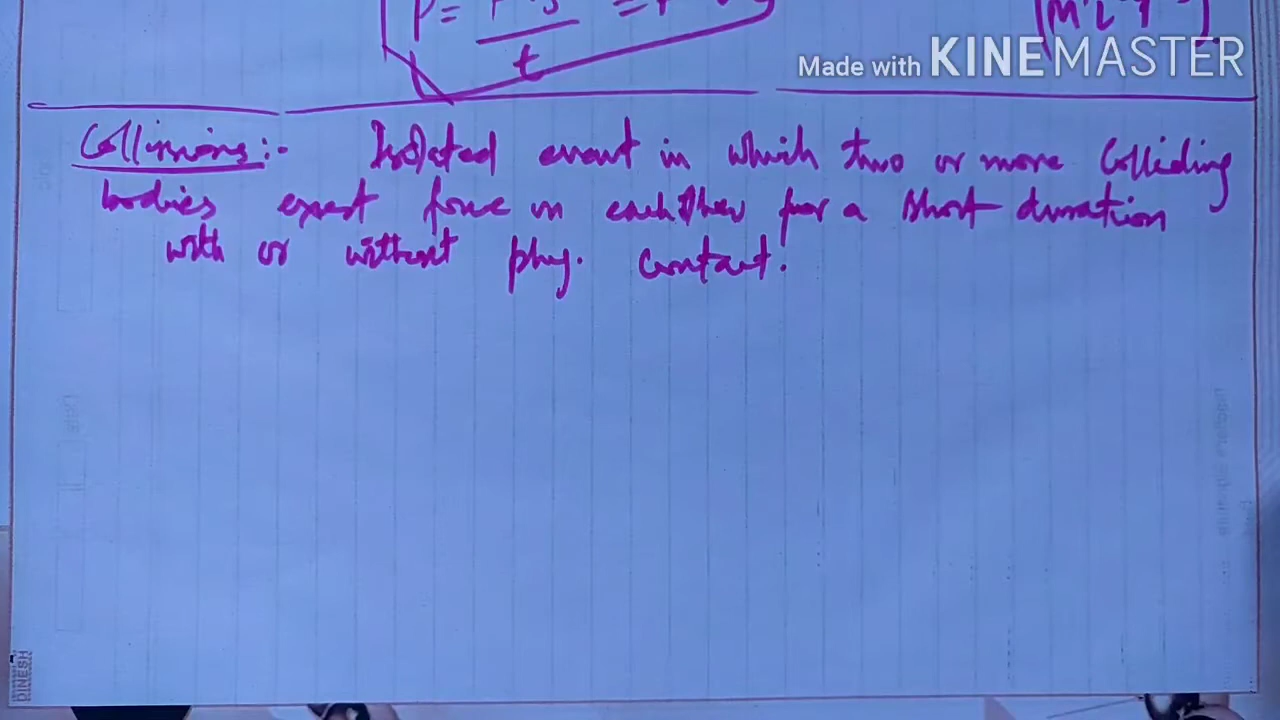 P = F·S / t = F
Made with KINEMASTER
Collisions:- Isolated event in which two or more Colliding
bodies exert force on each other for a short duration
with or without phy. contact.
DINESH